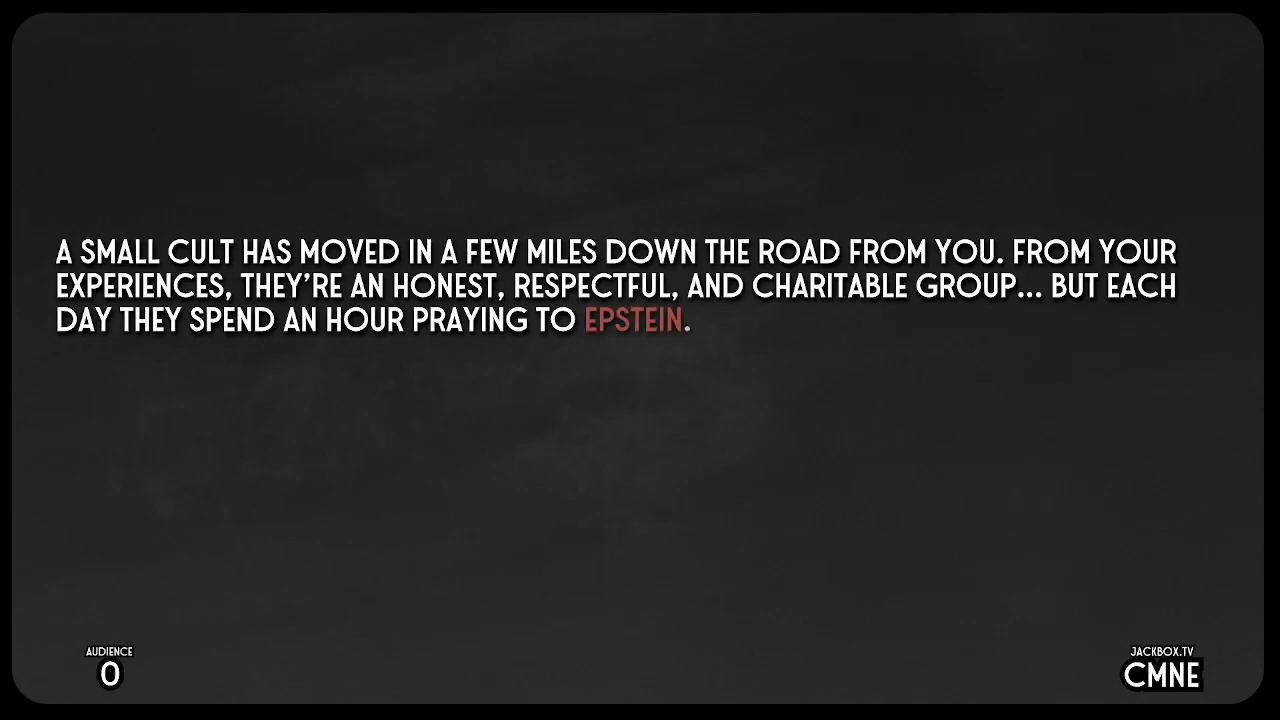 A SMALL CULT HAS MOVED IN A FEW MILES DOWN THE ROAD FROM YOU. FROM YOUR
EXPERIENCES, THEY'RE AN HONEST, RESPECTFUL, AND CHARITABLE GROUP... BUT EACH
DAY THEY SPEND AN HOUR PRAYING TO EPSTEIN.
AUDIENCE
0
JACKBOX.TV
CMNE